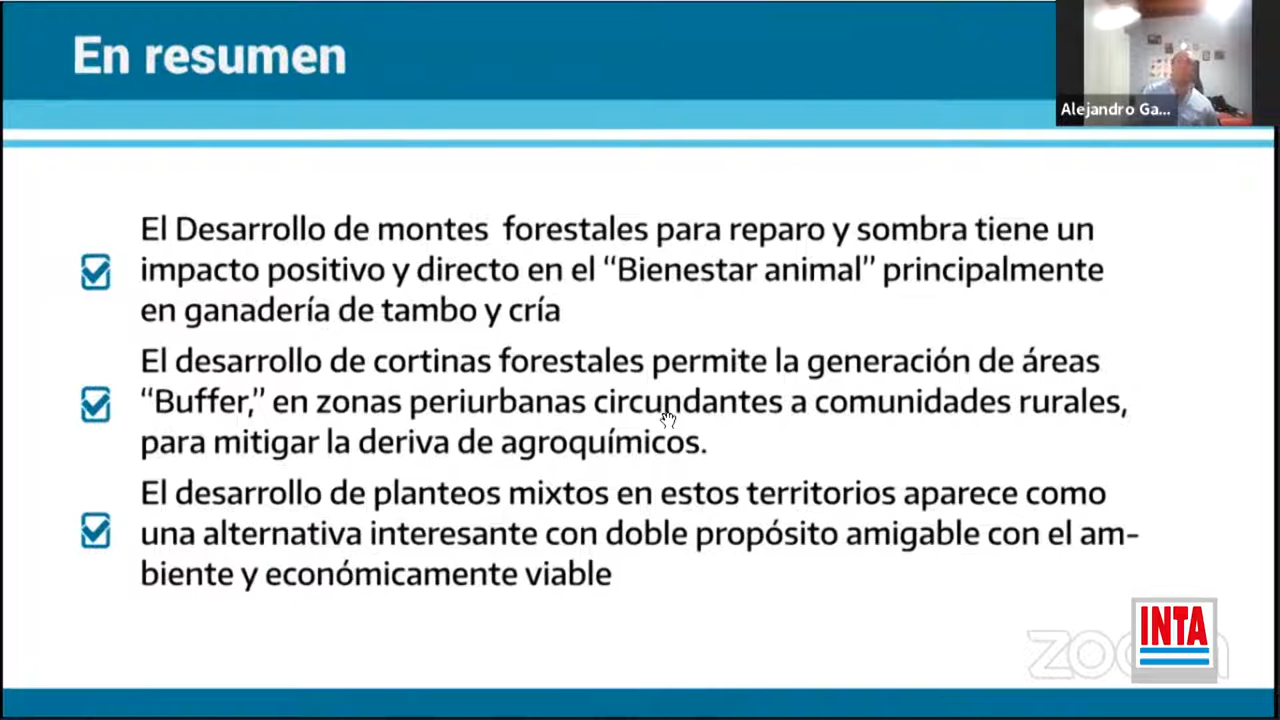 En resumen
Alejandro Ga...
El Desarrollo de montes forestales para reparo y sombra tiene un
impacto positivo y directo en el “Bienestar animal” principalmente
en ganadería de tambo y cría
El desarrollo de cortinas forestales permite la generación de áreas
“Buffer,” en zonas periurbanas circundantes a comunidades rurales,
para mitigar la deriva de agroquímicos.
El desarrollo de planteos mixtos en estos territorios aparece como
una alternativa interesante con doble propósito amigable con el am-
biente y económicamente viable
INTA
zoom